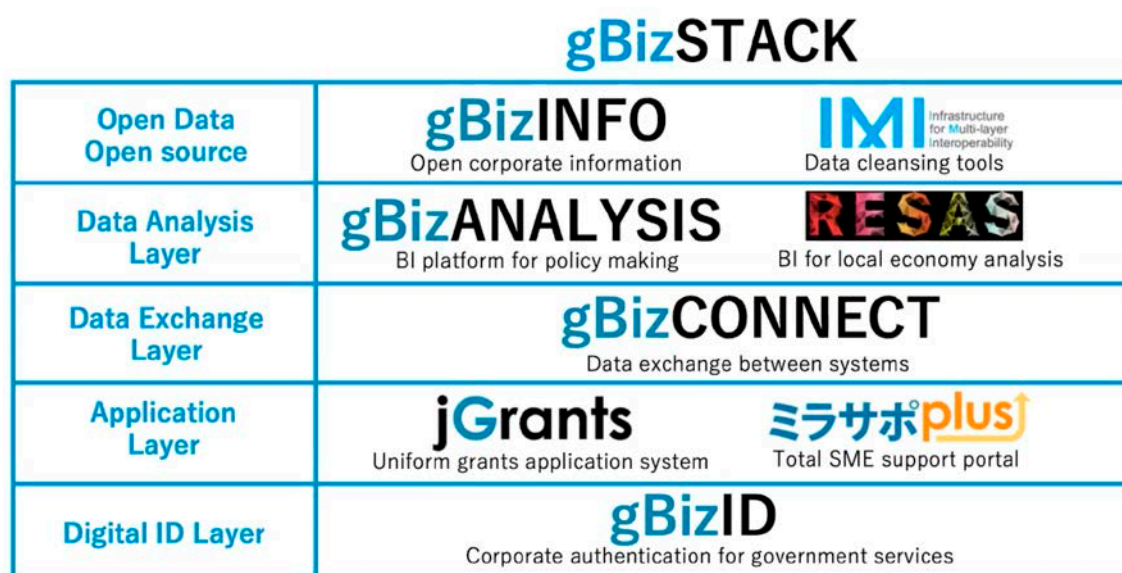 gBizSTACK
Open Data
Open source
gBizINFO
Open corporate information
IMI
Infrastructure
for Multi-layer
Interoperability
Data cleansing tools
Data Analysis
Layer
gBizANALYSIS
BI platform for policy making
RESAS
BI for local economy analysis
Data Exchange
Layer
gBizCONNECT
Data exchange between systems
Application
Layer
jGrants
Uniform grants application system
ミラサポplus
Total SME support portal
Digital ID Layer
gBizID
Corporate authentication for government services